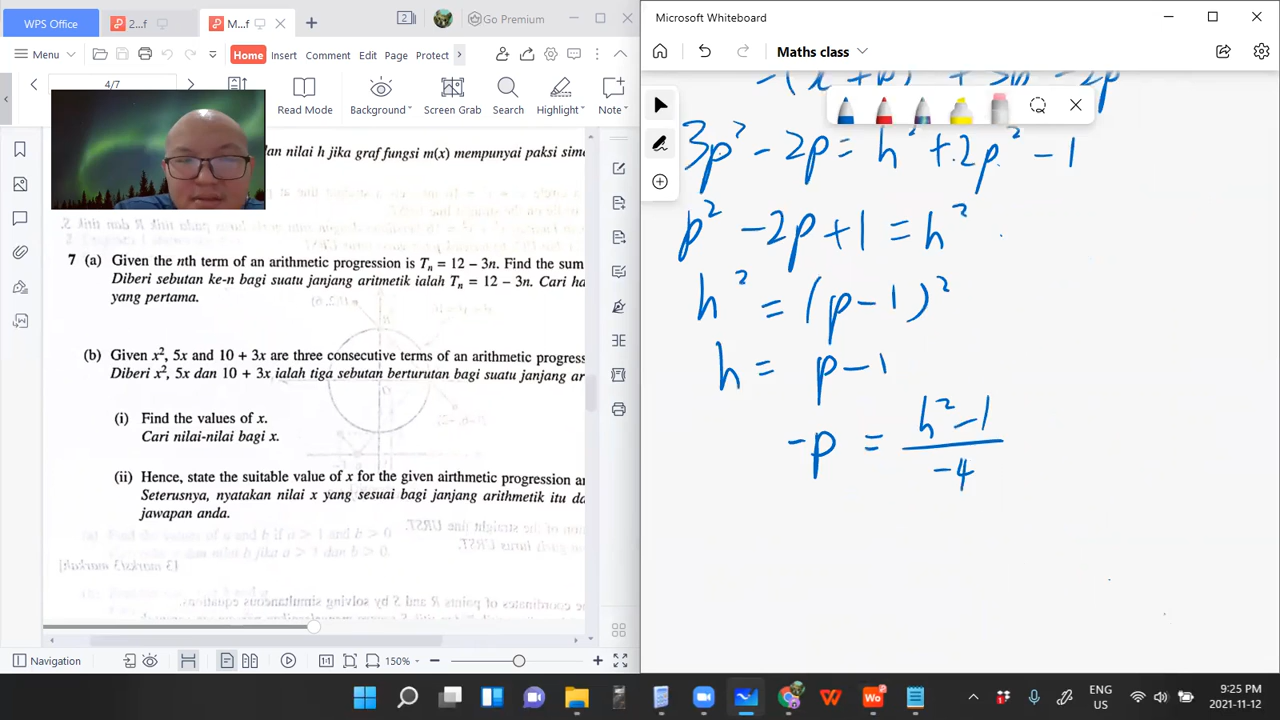 WPS Office
2...f
M...f
2
Go Premium
Microsoft Whiteboard
Menu
Home
Insert
Comment
Edit
Page
Protect
Maths class
4/7
Read Mode
Background
Screen Grab
Search
Highlight
Note
dan nilai h jika graf fungsi m(x) mempunyai paksi sime
7 (a) Given the nth term of an arithmetic progression is Tn = 12 – 3n. Find the sum
Diberi sebutan ke-n bagi suatu janjang aritmetik ialah Tn = 12 – 3n. Cari ha
yang pertama.
(b) Given x², 5x and 10 + 3x are three consecutive terms of an arithmetic progress
Diberi x², 5x dan 10 + 3x ialah tiga sebutan berturutan bagi suatu janjang ar
(i) Find the values of x.
Cari nilai-nilai bagi x.
(ii) Hence, state the suitable value of x for the given airthmetic progression an
Seterusnya, nyatakan nilai x yang sesuai bagi janjang arithmetik itu da
jawapan anda.
3p² - 2p = h² + 2p² - 1
p² - 2p + 1 = h²
h² = (p - 1)²
h = p - 1
-p = h² - 1
-4
Navigation
1:1
150%
ENG
US
9:25 PM
2021-11-12